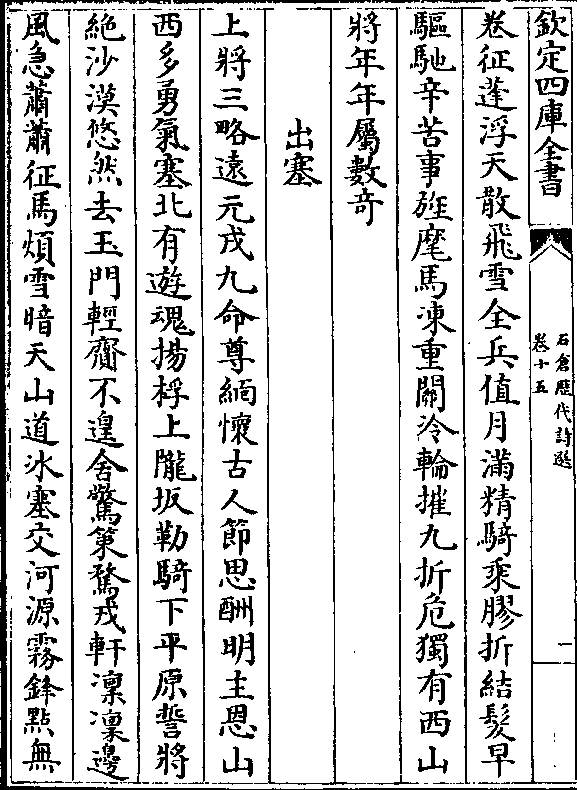 欽定四庫全書
石倉歷代詩選
卷十五
一
卷征蓬浮天散飛雪全兵值月滿精騎乘膠折結髮早
驅馳辛苦事旌麾馬凍重關冷輪摧九折危獨有西山
將年年屬數奇
出塞
上將三略遠元戎九命尊緬懷古人節思酬明主恩山
西多勇氣塞北有遊魂揚桴上隴坂勒騎下平原誓將
絶沙漠悠然去玉門輕齎不遑舍驚策鶩戎軒凛凛邊
風急蕭蕭征馬煩雪暗天山道冰塞交河源霧鋒㸃無